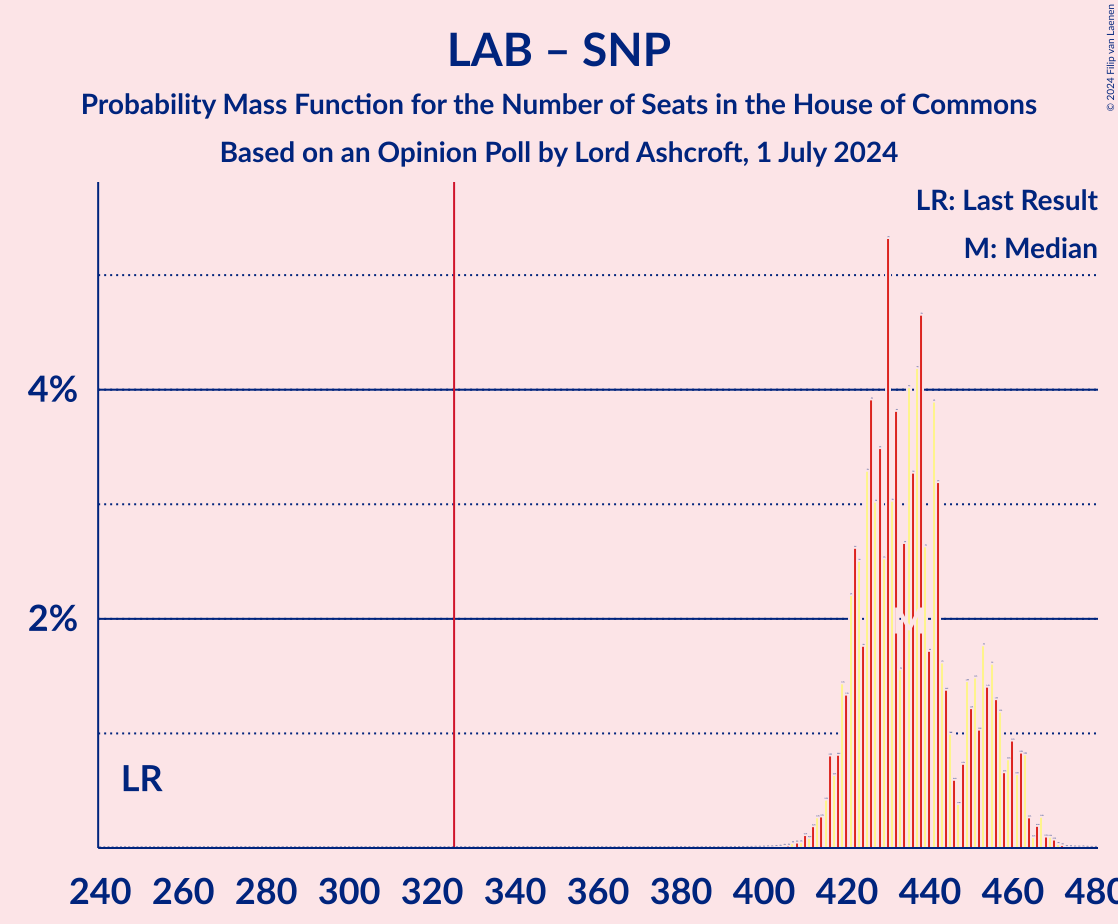 LAB – SNP
Probability Mass Function for the Number of Seats in the House of Commons
Based on an Opinion Poll by Lord Ashcroft, 1 July 2024
© 2024 Filip van Laenen
LR: Last Result
M: Median
4%
2%
M
LR
240 260 280 300 320 340 360 380 400 420 440 460 480